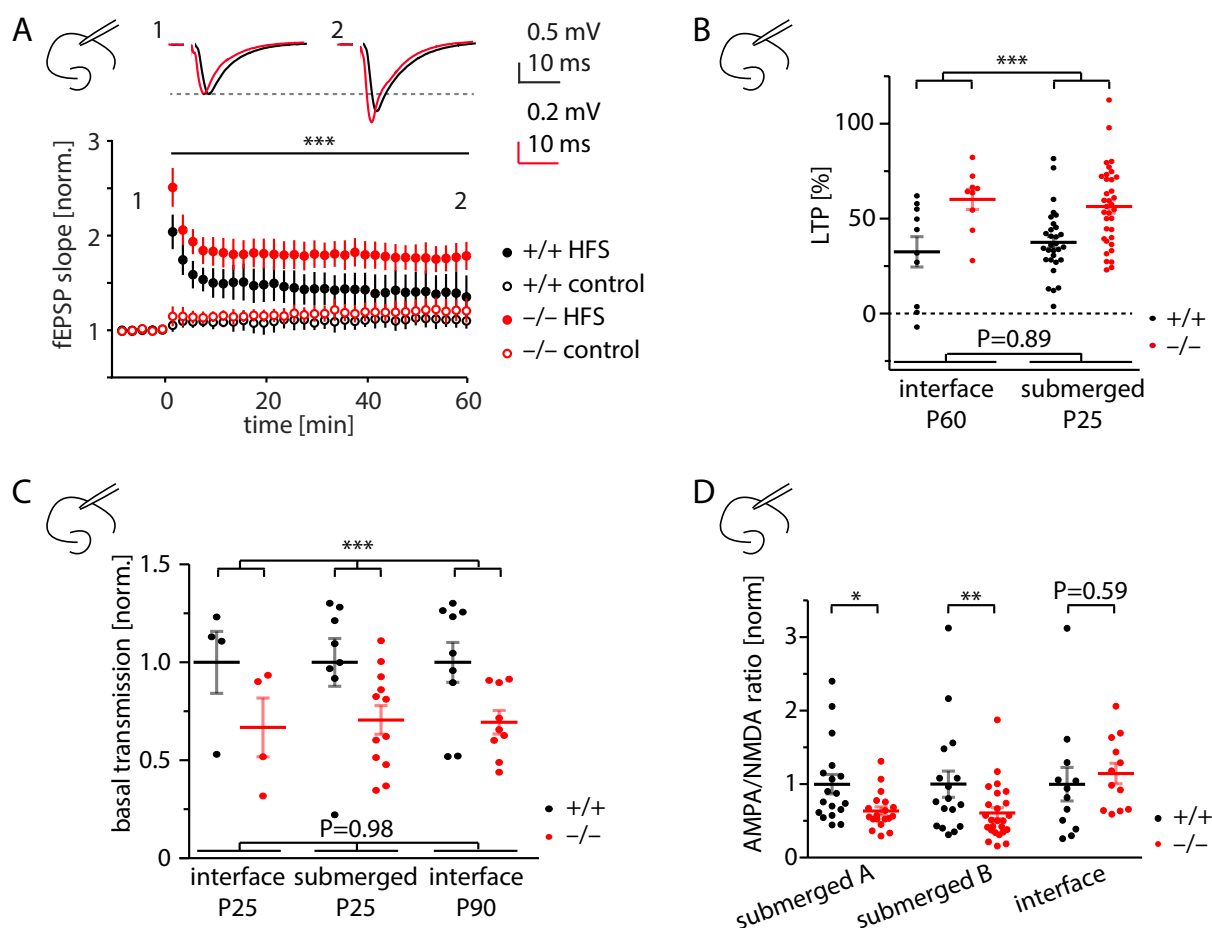 A
1
2
0.5 mV
10 ms
0.2 mV
10 ms
***
1
2
fEPSP slope [norm.]
3
2
1
0
20
40
60
time [min]
+/+ HFS
+/+ control
−/− HFS
−/− control
B
***
LTP [%]
100
50
0
P=0.89
+/+
−/−
interface
P60
submerged
P25
C
***
basal transmission [norm.]
1.5
1.0
0.5
0
P=0.98
+/+
−/−
interface
P25
submerged
P25
interface
P90
D
*
**
P=0.59
AMPA/NMDA ratio [norm]
3
2
1
0
+/+
−/−
submerged A
submerged B
interface